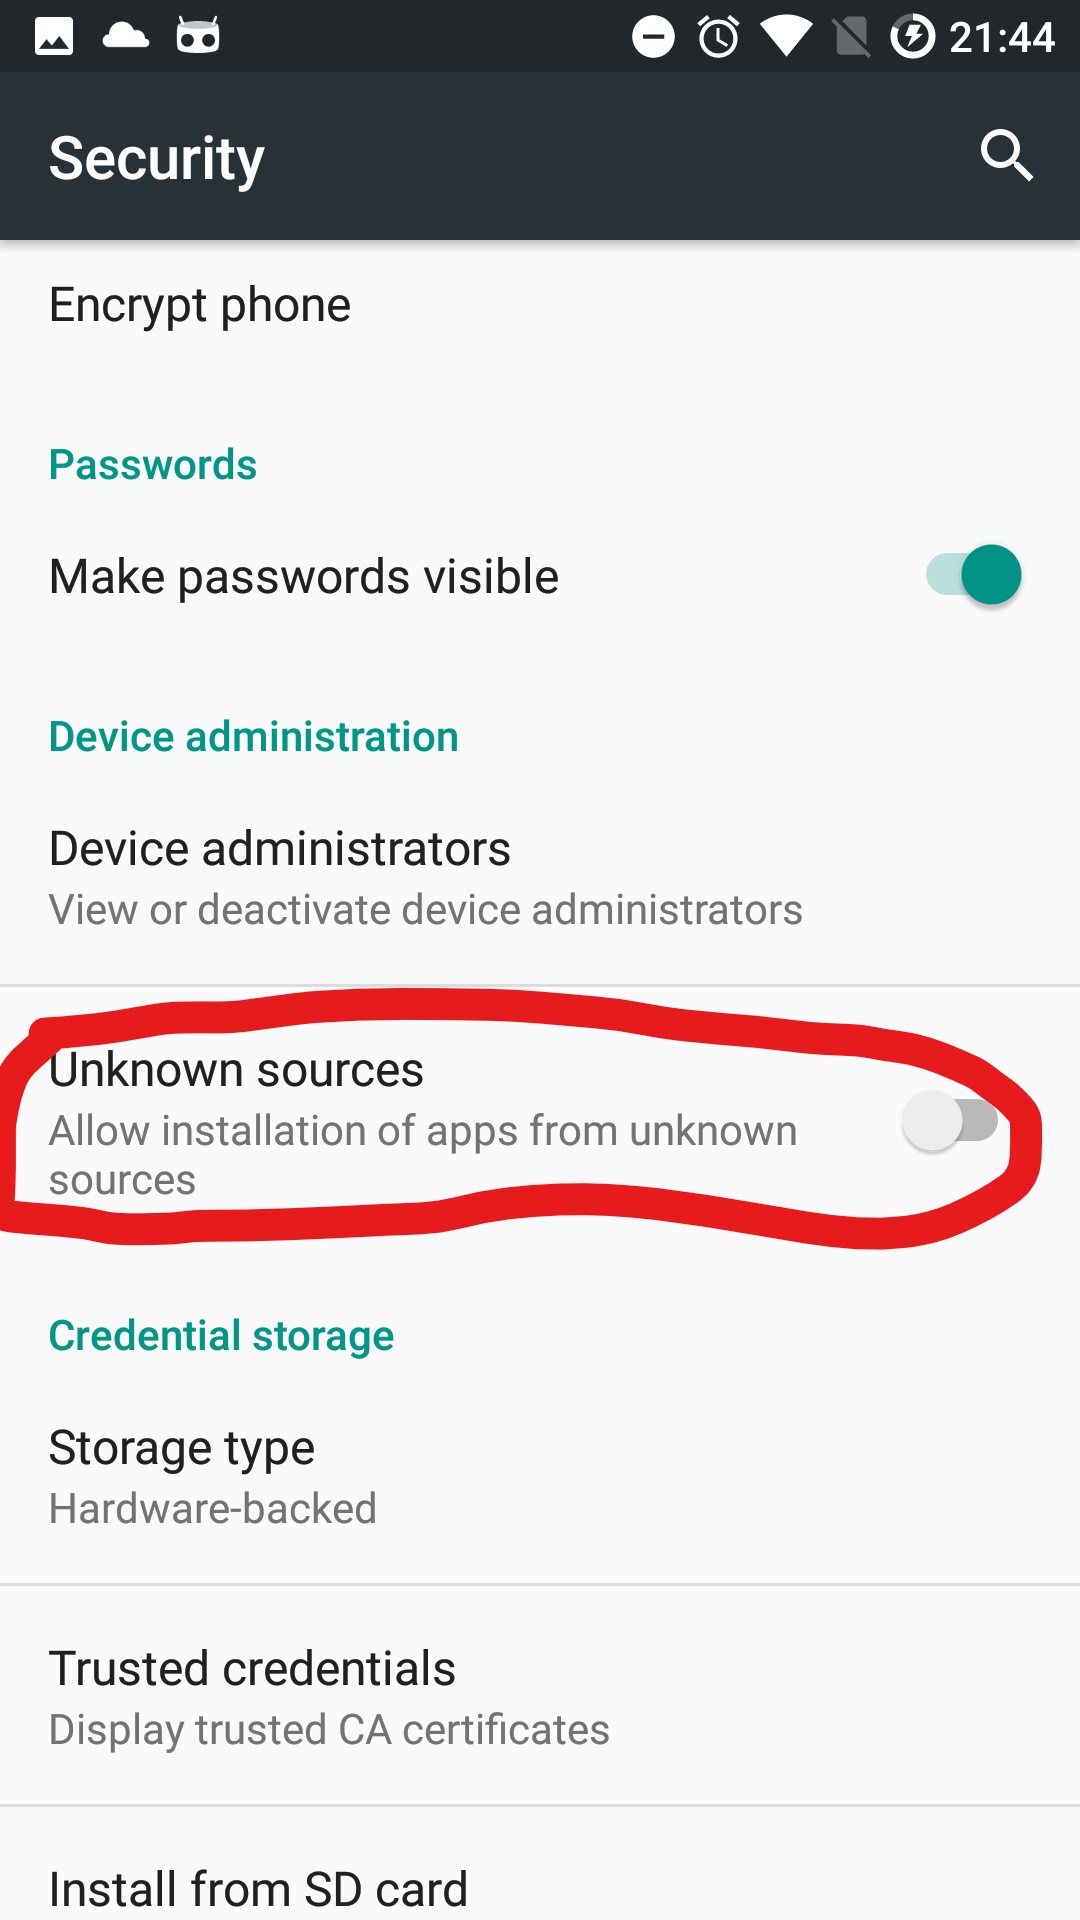 21:44
Security
Encrypt phone
Passwords
Make passwords visible
Device administration
Device administrators
View or deactivate device administrators
Unknown sources
Allow installation of apps from unknown
sources
Credential storage
Storage type
Hardware-backed
Trusted credentials
Display trusted CA certificates
Install from SD card